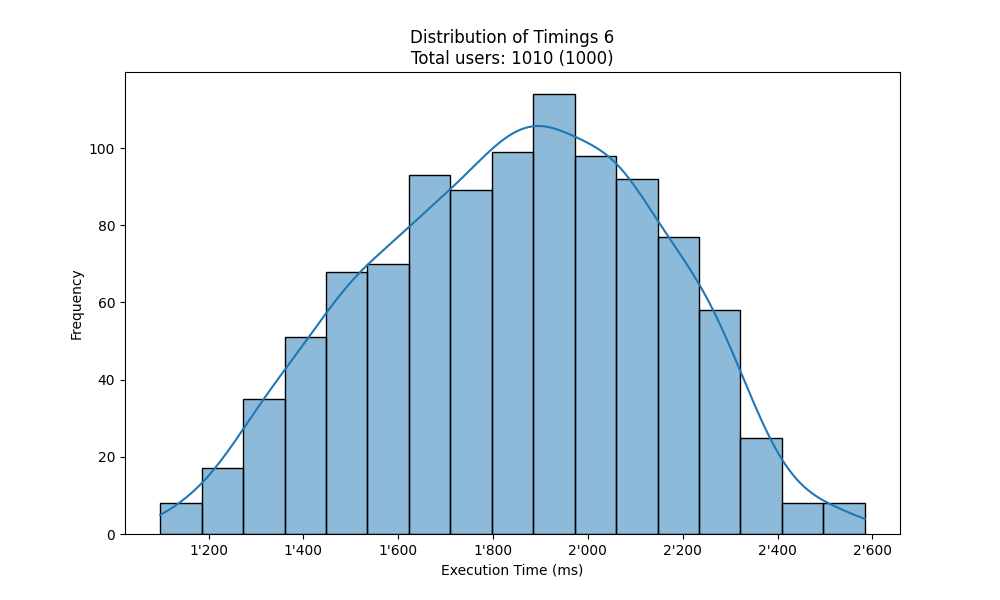 Distribution of Timings 6
Total users: 1010 (1000)
Frequency
100
80
60
40
20
0
1'200 1'400 1'600 1'800 2'000 2'200 2'400 2'600
Execution Time (ms)